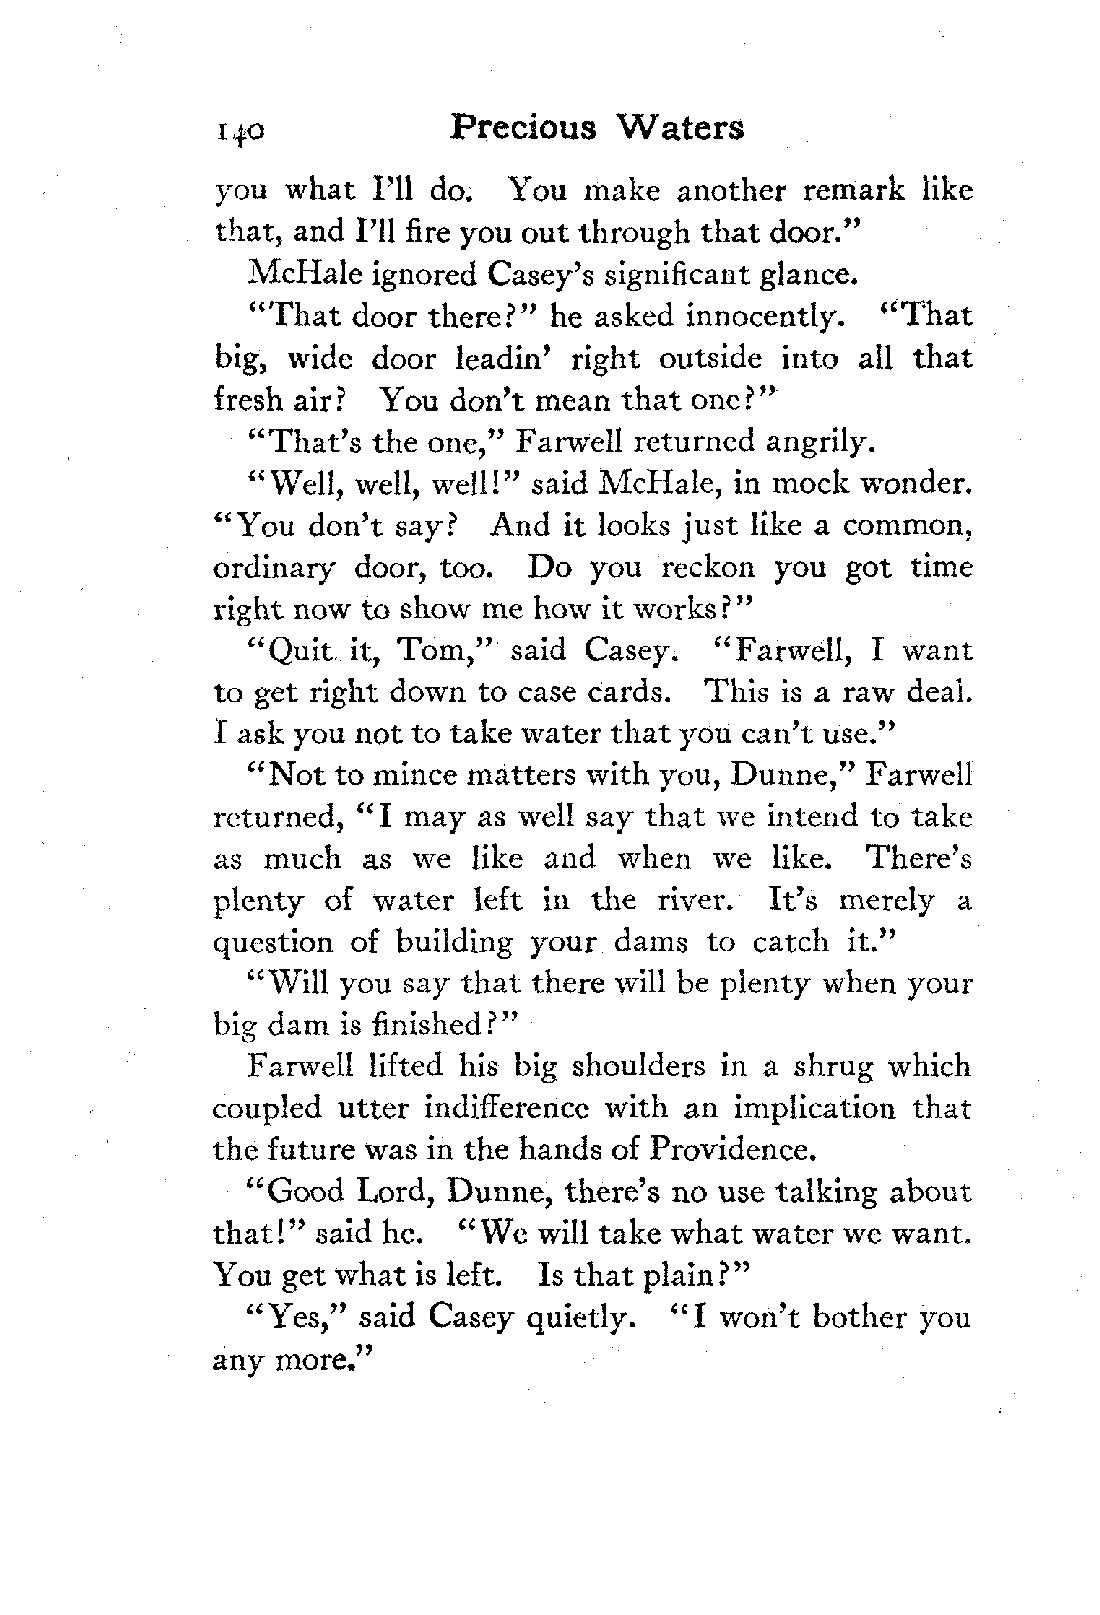 140 Precious Waters
you what I'll do. You make another remark like
that, and I'll fire you out through that door."
McHale ignored Casey's significant glance.
"That door there?" he asked innocently. "That
big, wide door leadin' right outside into all that
fresh air? You don't mean that one?"
"That's the one," Farwell returned angrily.
"Well, well, well!" said McHale, in mock wonder.
"You don't say? And it looks just like a common,
ordinary door, too. Do you reckon you got time
right now to show me how it works?"
"Quit it, Tom," said Casey. "Farwell, I want
to get right down to case cards. This is a raw deal.
I ask you not to take water that you can't use."
"Not to mince matters with you, Dunne," Farwell
returned, "I may as well say that we intend to take
as much as we like and when we like. There's
plenty of water left in the river. It's merely a
question of building your dams to catch it."
"Will you say that there will be plenty when your
big dam is finished?"
Farwell lifted his big shoulders in a shrug which
coupled utter indifference with an implication that
the future was in the hands of Providence.
"Good Lord, Dunne, there's no use talking about
that!" said he. "We will take what water we want.
You get what is left. Is that plain?"
"Yes," said Casey quietly. "I won't bother you
any more."